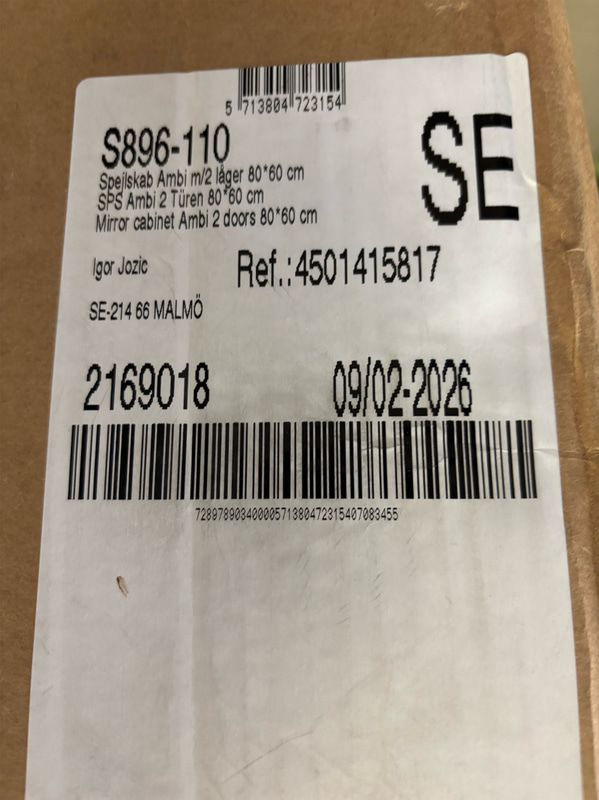 5 713804 723154
S896-110
SE
Spejlskab Ambi m/2 låger 80*60 cm
SPS Ambi 2 Türen 80*60 cm
Mirror cabinet Ambi 2 doors 80*60 cm
Igor Jozic
Ref.:4501415817
SE-214 66 MALMÖ
2169018
09/02-2026
72897890340000571380472315407083455